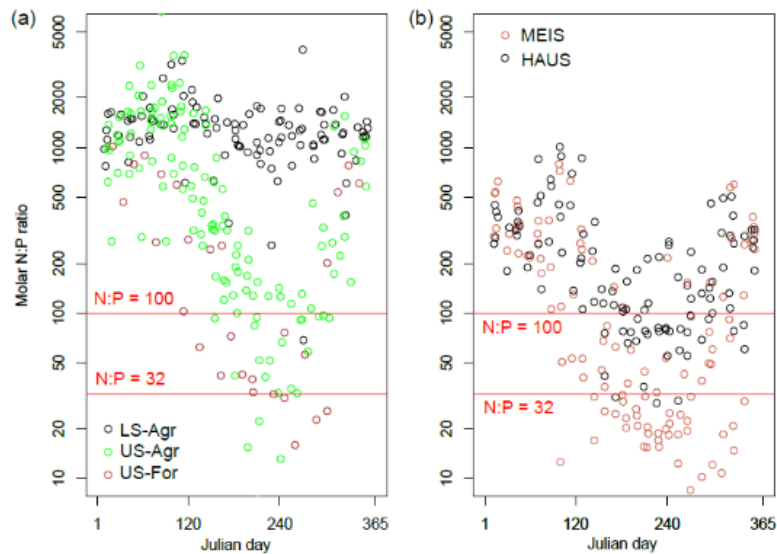 (a)
Molar N:P ratio
5000
2000
1000
500
200
100
50
20
10
N:P = 100
N:P = 32
LS-Agr
US-Agr
US-For
1 120 240 365
Julian day
(b)
MEIS
HAUS
5000
2000
1000
500
200
100
50
20
10
N:P = 100
N:P = 32
1 120 240 365
Julian day